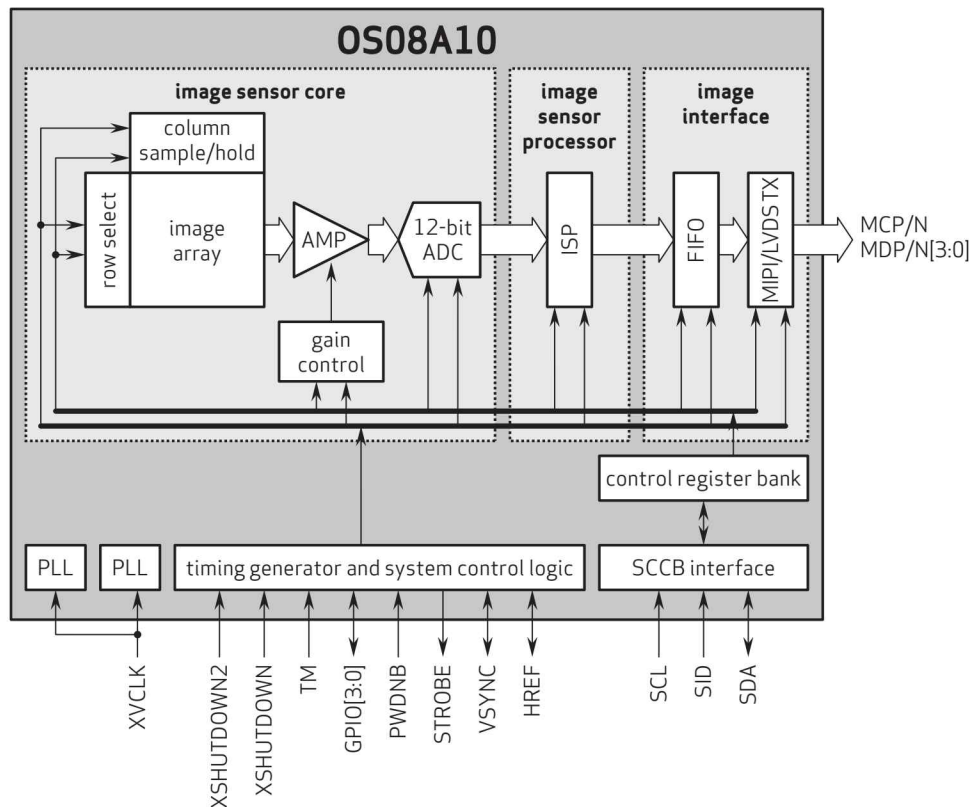 OS08A10
image sensor core
image
sensor
processor
image
interface
column
sample/hold
row select
image
array
AMP
12-bit
ADC
ISP
FIFO
MIPI/LVDS TX
MCP/N
MDP/N[3:0]
gain
control
control register bank
PLL
PLL
timing generator and system control logic
SCCB interface
XVCLK
XSHUTDOWN2
XSHUTDOWN
TM
GPIO[3:0]
PWDNB
STROBE
VSYNC
HREF
SCL
SID
SDA